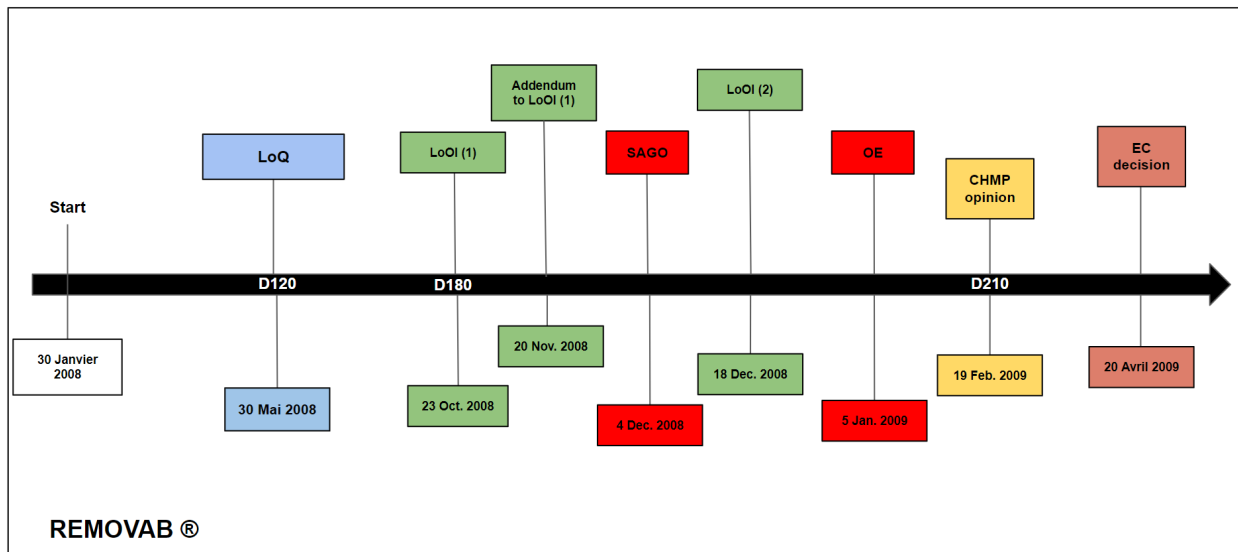 Addendum
to LoOI (1)
LoOI (2)
LoQ
LoOI (1)
SAGO
OE
EC
decision
CHMP
opinion
Start
D120
D180
D210
30 Janvier
2008
20 Nov. 2008
18 Dec. 2008
19 Feb. 2009
20 Avril 2009
30 Mai 2008
23 Oct. 2008
4 Dec. 2008
5 Jan. 2009
REMOVAB ®